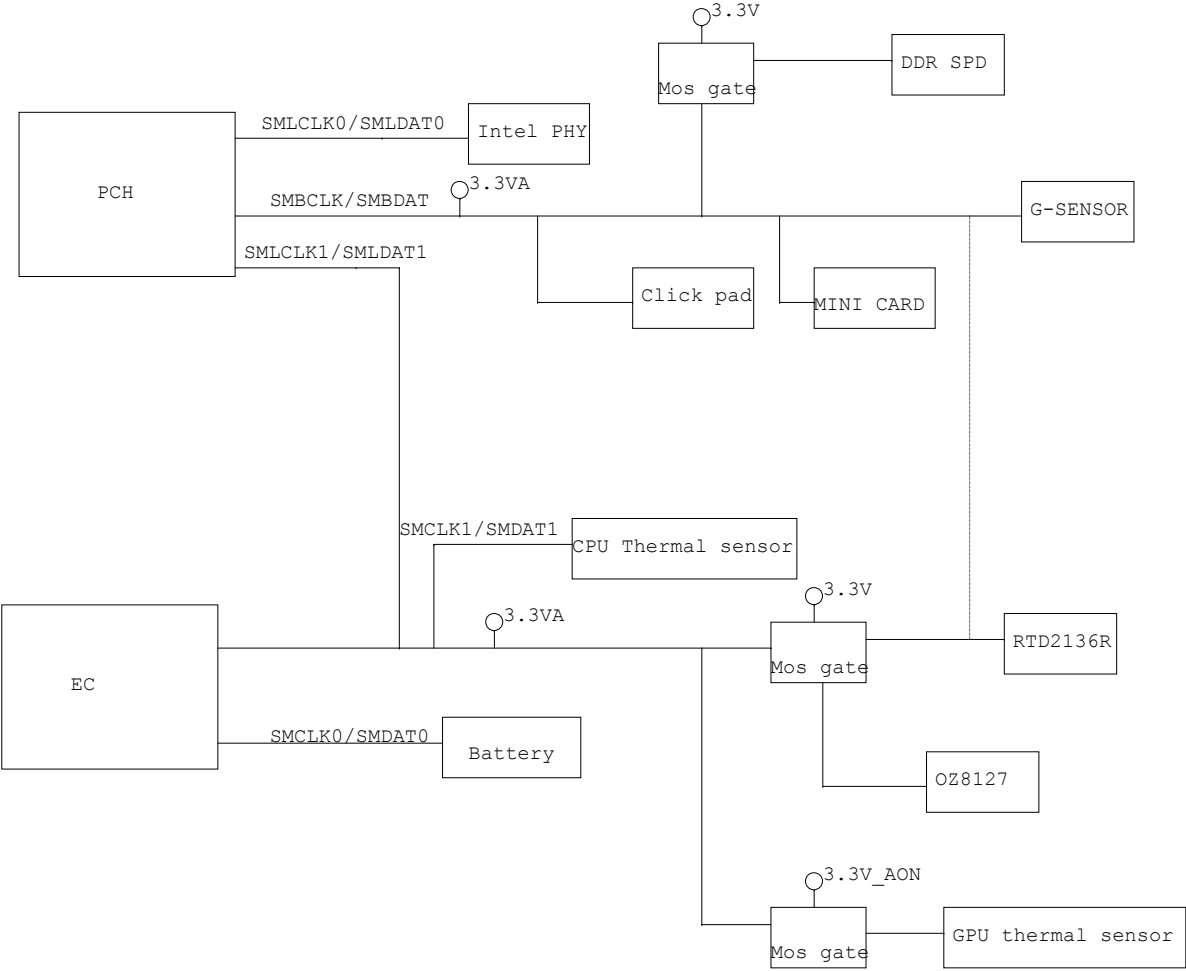 3.3V
DDR SPD
Mos gate
SMLCLK0/SMLDAT0
Intel PHY
PCH
3.3VA
SMBCLK/SMBDAT
G-SENSOR
SMLCLK1/SMLDAT1
Click pad
MINI CARD
SMCLK1/SMDAT1
CPU Thermal sensor
3.3V
3.3VA
RTD2136R
Mos gate
EC
SMCLK0/SMDAT0
Battery
OZ8127
3.3V_AON
GPU thermal sensor
Mos gate